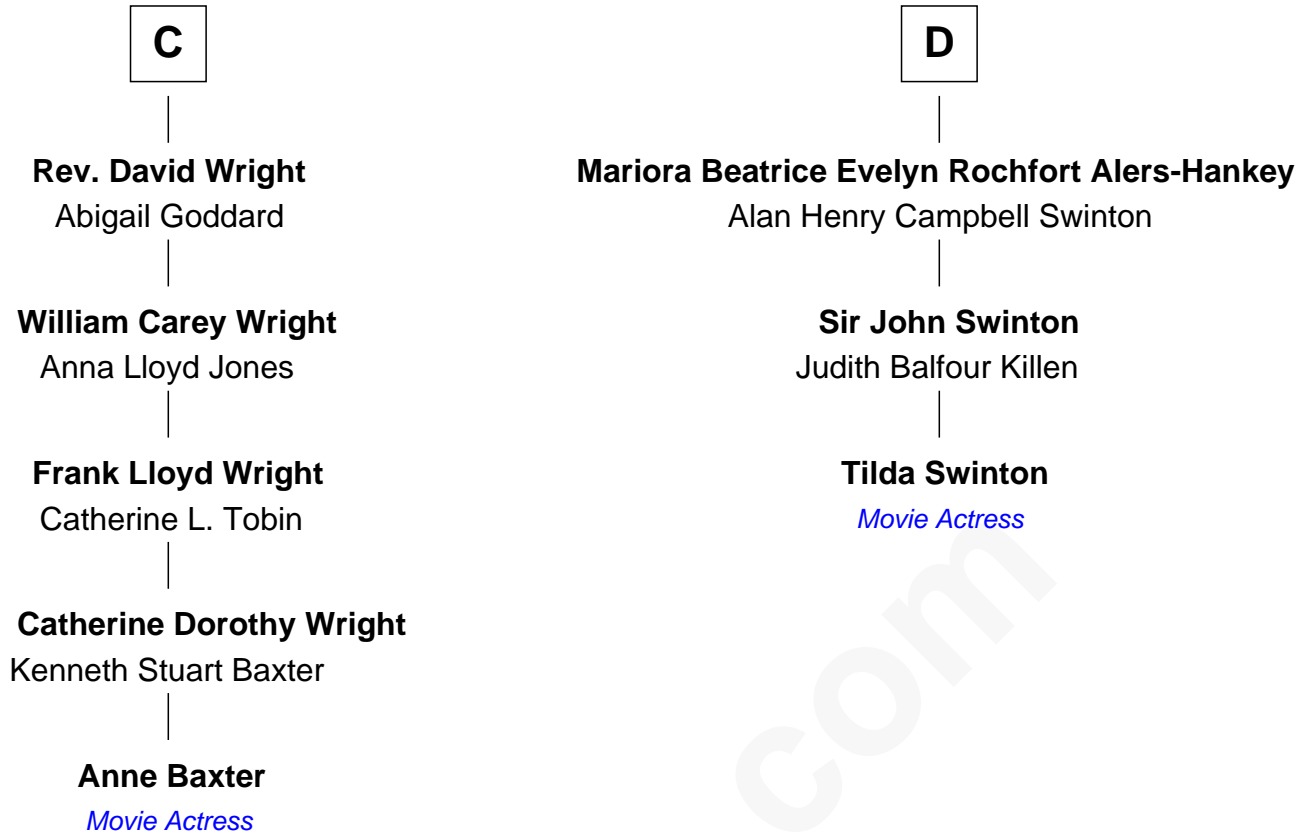 C
Rev. David Wright
Abigail Goddard
William Carey Wright
Anna Lloyd Jones
Frank Lloyd Wright
Catherine L. Tobin
Catherine Dorothy Wright
Kenneth Stuart Baxter
Anne Baxter
Movie Actress
D
Mariora Beatrice Evelyn Rochfort Alers-Hankey
Alan Henry Campbell Swinton
Sir John Swinton
Judith Balfour Killen
Tilda Swinton
Movie Actress
com